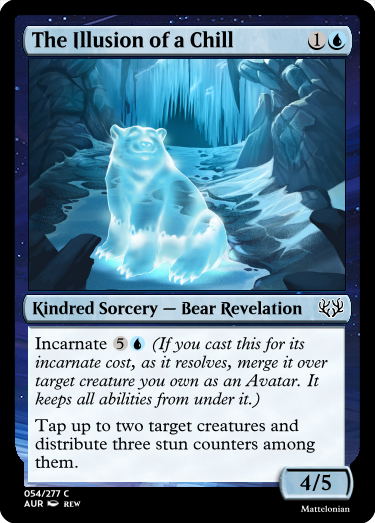 The Illusion of a Chill 1
Kindred Sorcery — Bear Revelation
Incarnate 5 (If you cast this for its
incarnate cost, as it resolves, merge it over
target creature you own as an Avatar. It
keeps all abilities from under it.)
Tap up to two target creatures and
distribute three stun counters among
them.
4/5
054/277 C
AUR REW
Mattelonian